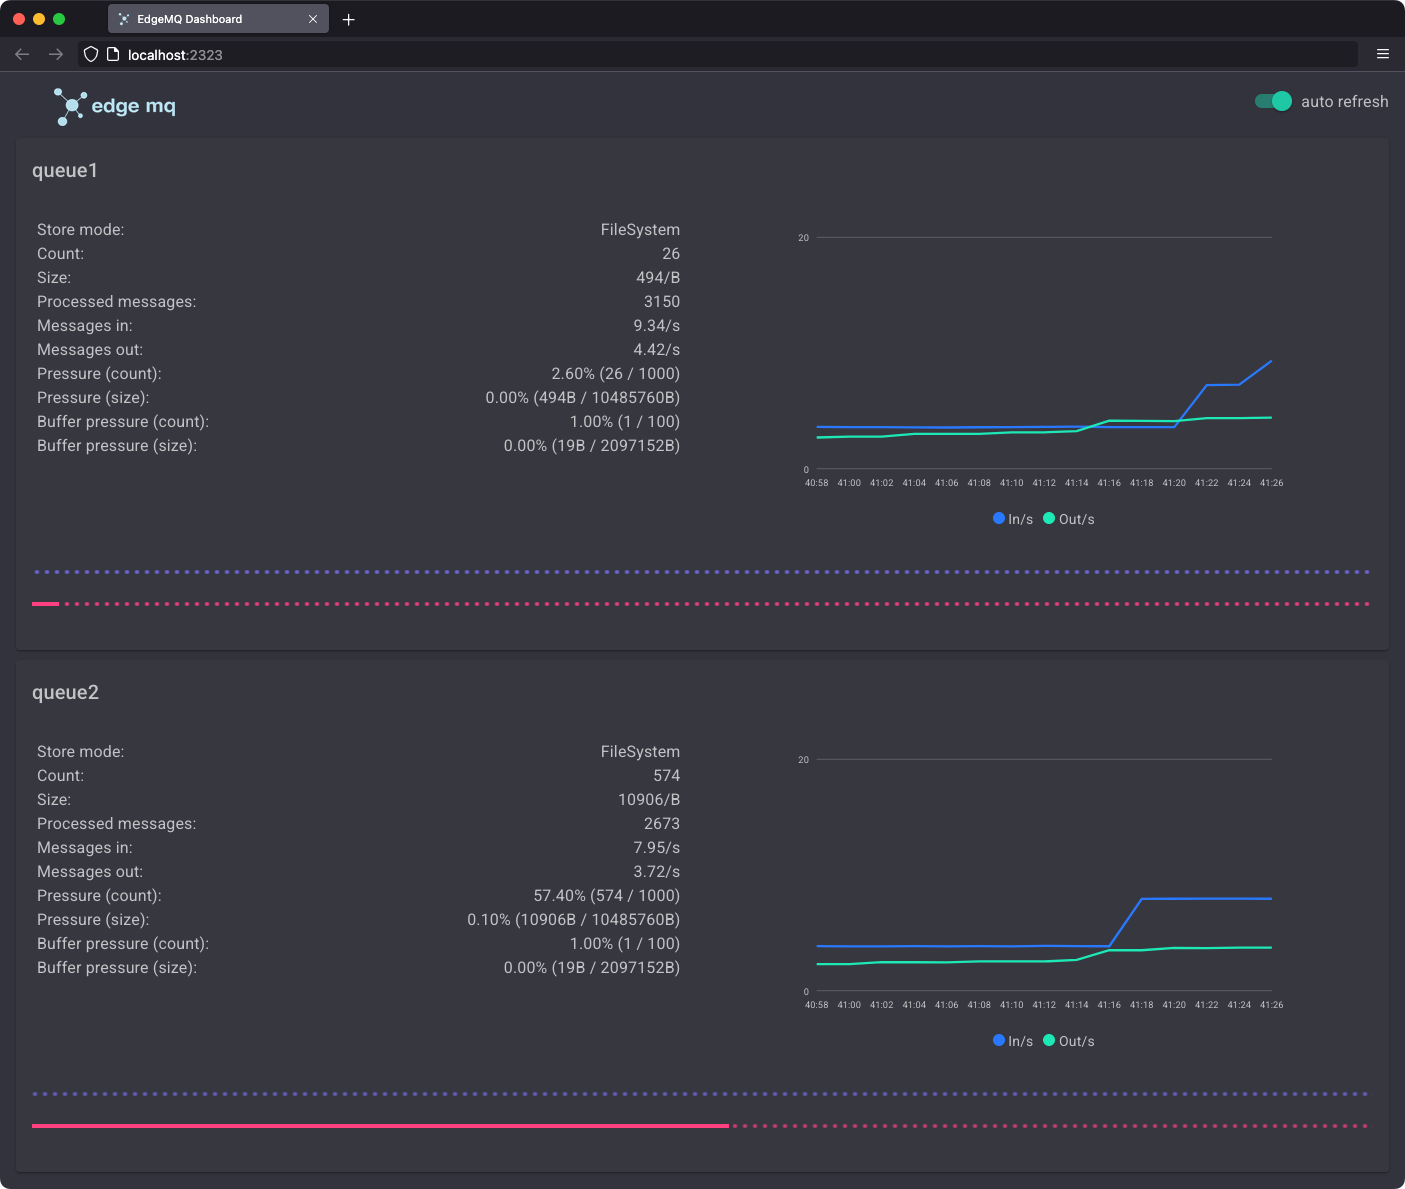 EdgeMQ Dashboard
localhost:2323
edge mq
auto refresh
queue1
Store mode: FileSystem
Count: 26
Size: 494/B
Processed messages: 3150
Messages in: 9.34/s
Messages out: 4.42/s
Pressure (count): 2.60% (26 / 1000)
Pressure (size): 0.00% (494B / 10485760B)
Buffer pressure (count): 1.00% (1 / 100)
Buffer pressure (size): 0.00% (19B / 2097152B)
20
0
40:58 41:00 41:02 41:04 41:06 41:08 41:10 41:12 41:14 41:16 41:18 41:20 41:22 41:24 41:26
In/s Out/s
queue2
Store mode: FileSystem
Count: 574
Size: 10906/B
Processed messages: 2673
Messages in: 7.95/s
Messages out: 3.72/s
Pressure (count): 57.40% (574 / 1000)
Pressure (size): 0.10% (10906B / 10485760B)
Buffer pressure (count): 1.00% (1 / 100)
Buffer pressure (size): 0.00% (19B / 2097152B)
20
0
40:58 41:00 41:02 41:04 41:06 41:08 41:10 41:12 41:14 41:16 41:18 41:20 41:22 41:24 41:26
In/s Out/s